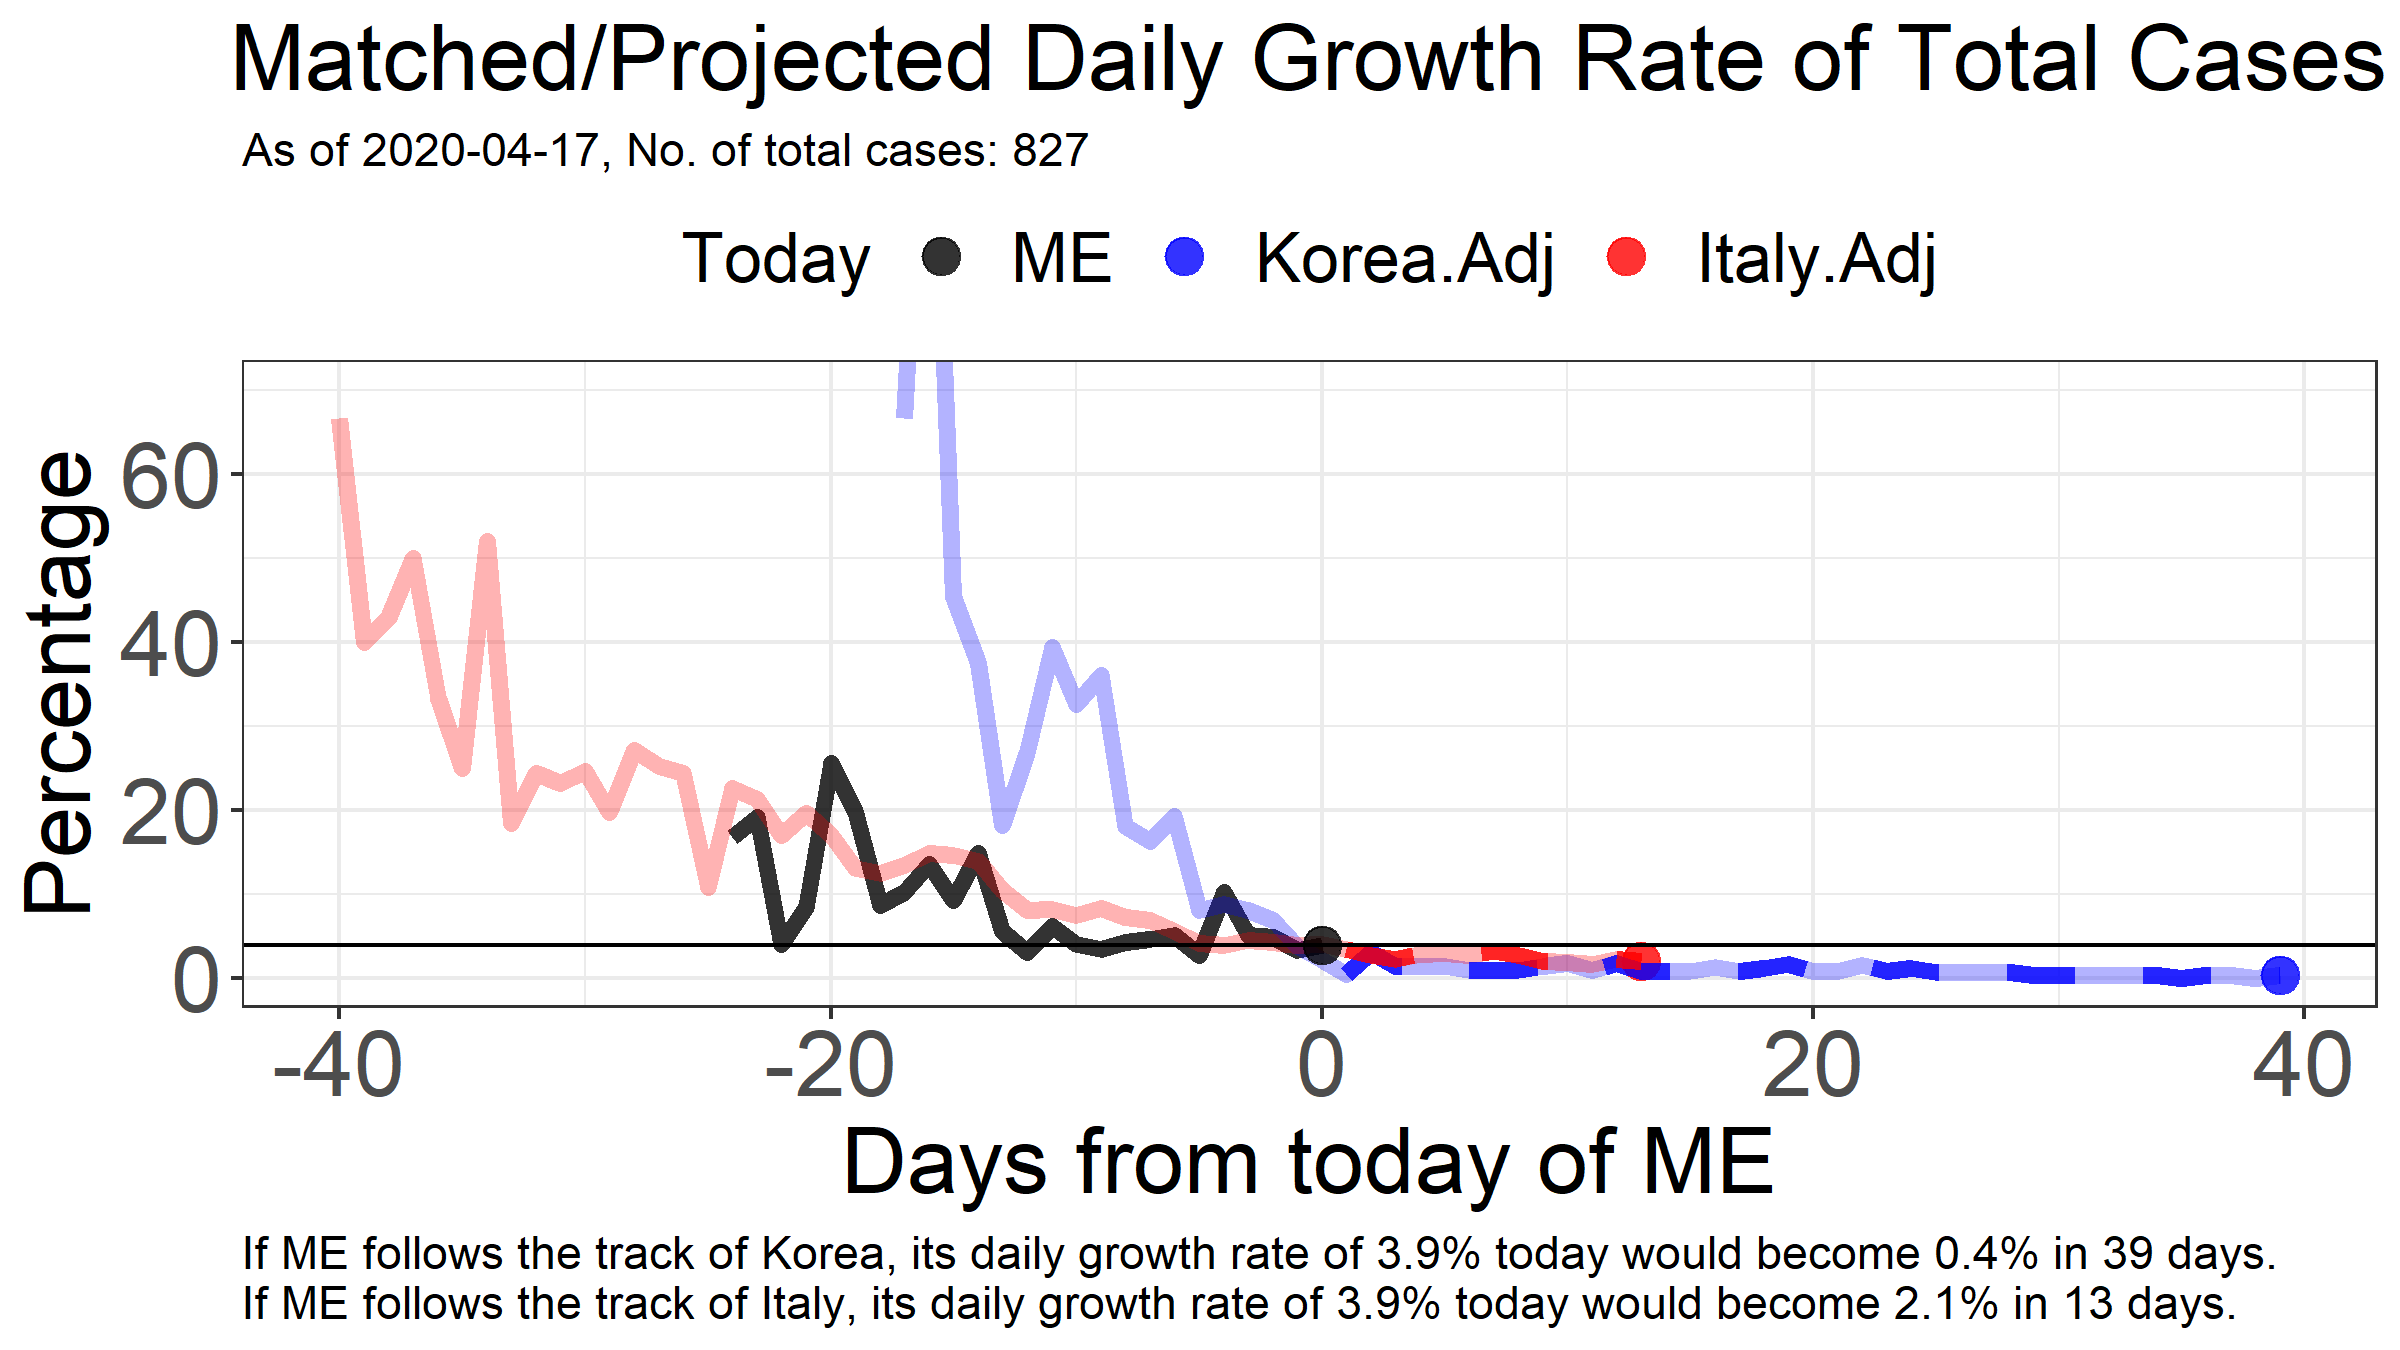 Matched/Projected Daily Growth Rate of Total Cases
As of 2020-04-17, No. of total cases: 827
Today ME Korea.Adj Italy.Adj
Percentage
60
40
20
0
-40 -20 0 20 40
Days from today of ME
If ME follows the track of Korea, its daily growth rate of 3.9% today would become 0.4% in 39 days.
If ME follows the track of Italy, its daily growth rate of 3.9% today would become 2.1% in 13 days.